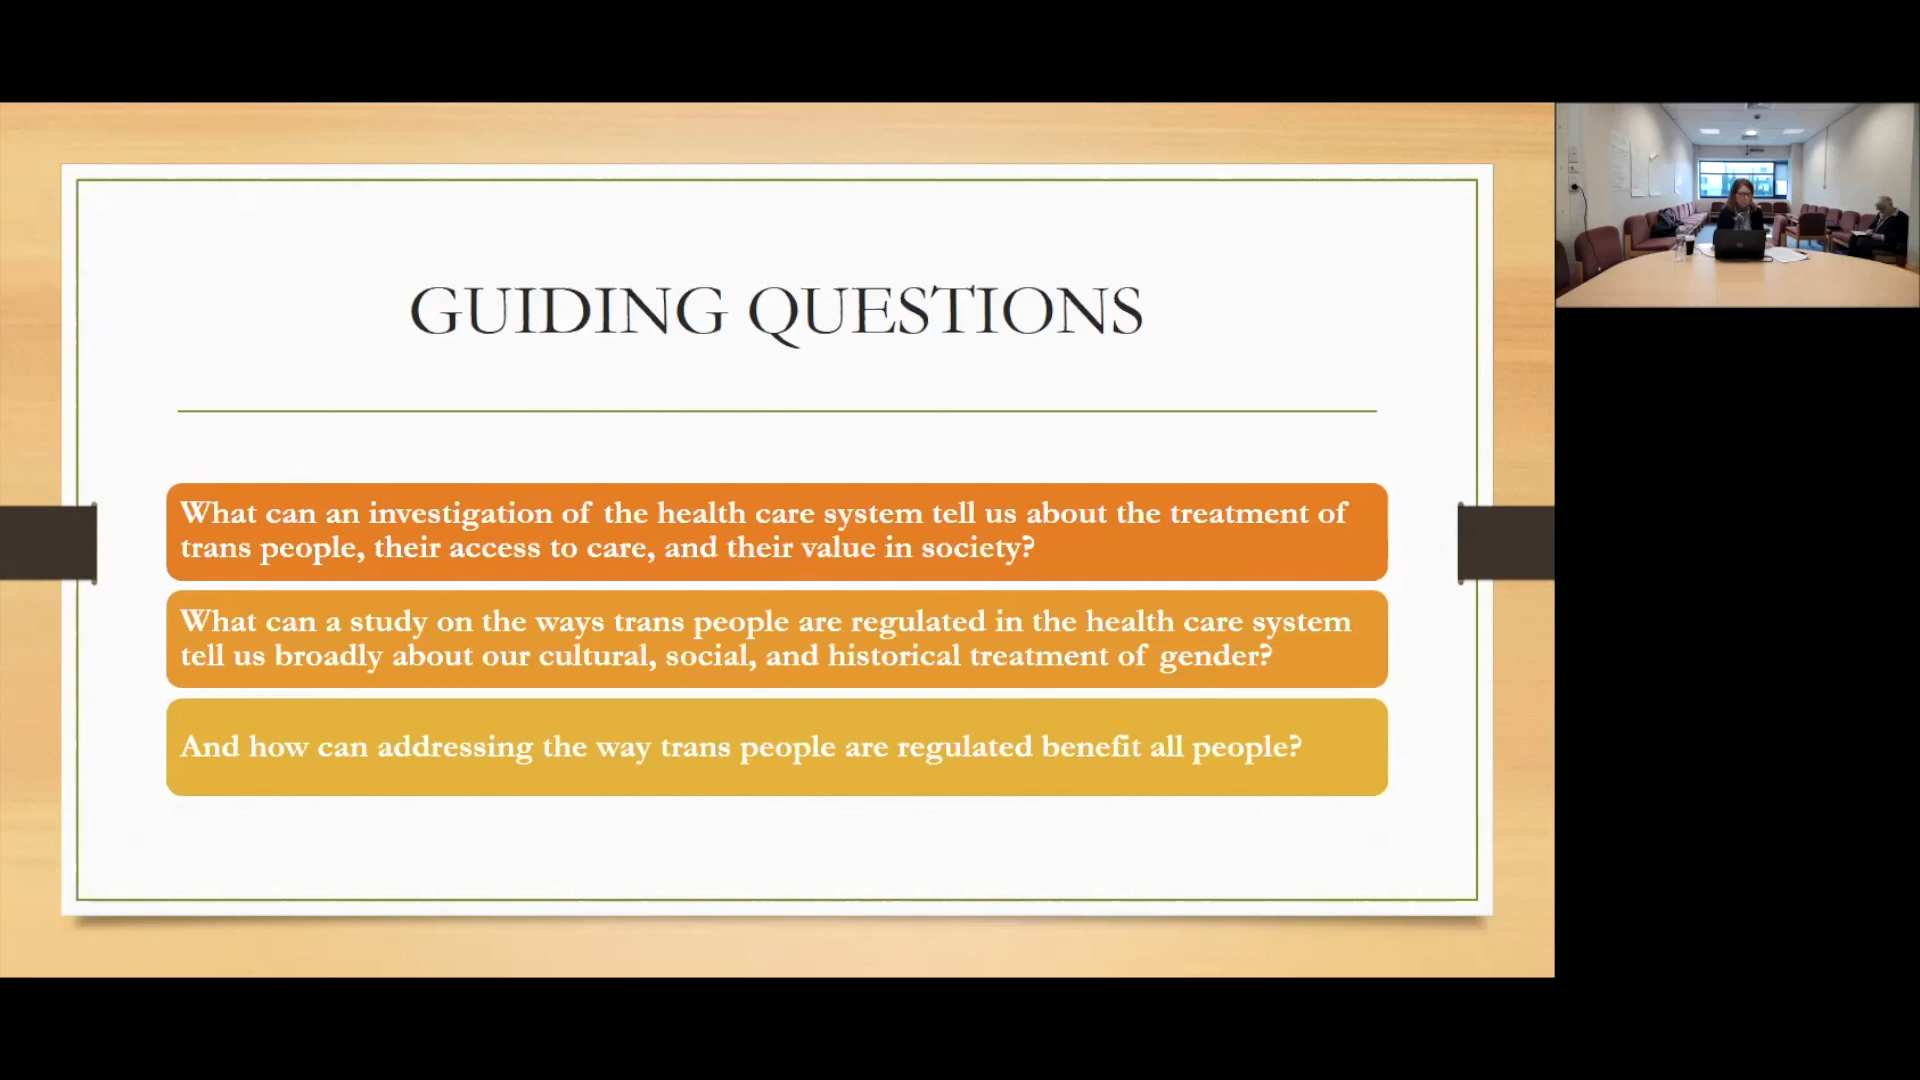 GUIDING QUESTIONS
What can an investigation of the health care system tell us about the treatment of
trans people, their access to care, and their value in society?
What can a study on the ways trans people are regulated in the health care system
tell us broadly about our cultural, social, and historical treatment of gender?
And how can addressing the way trans people are regulated benefit all people?